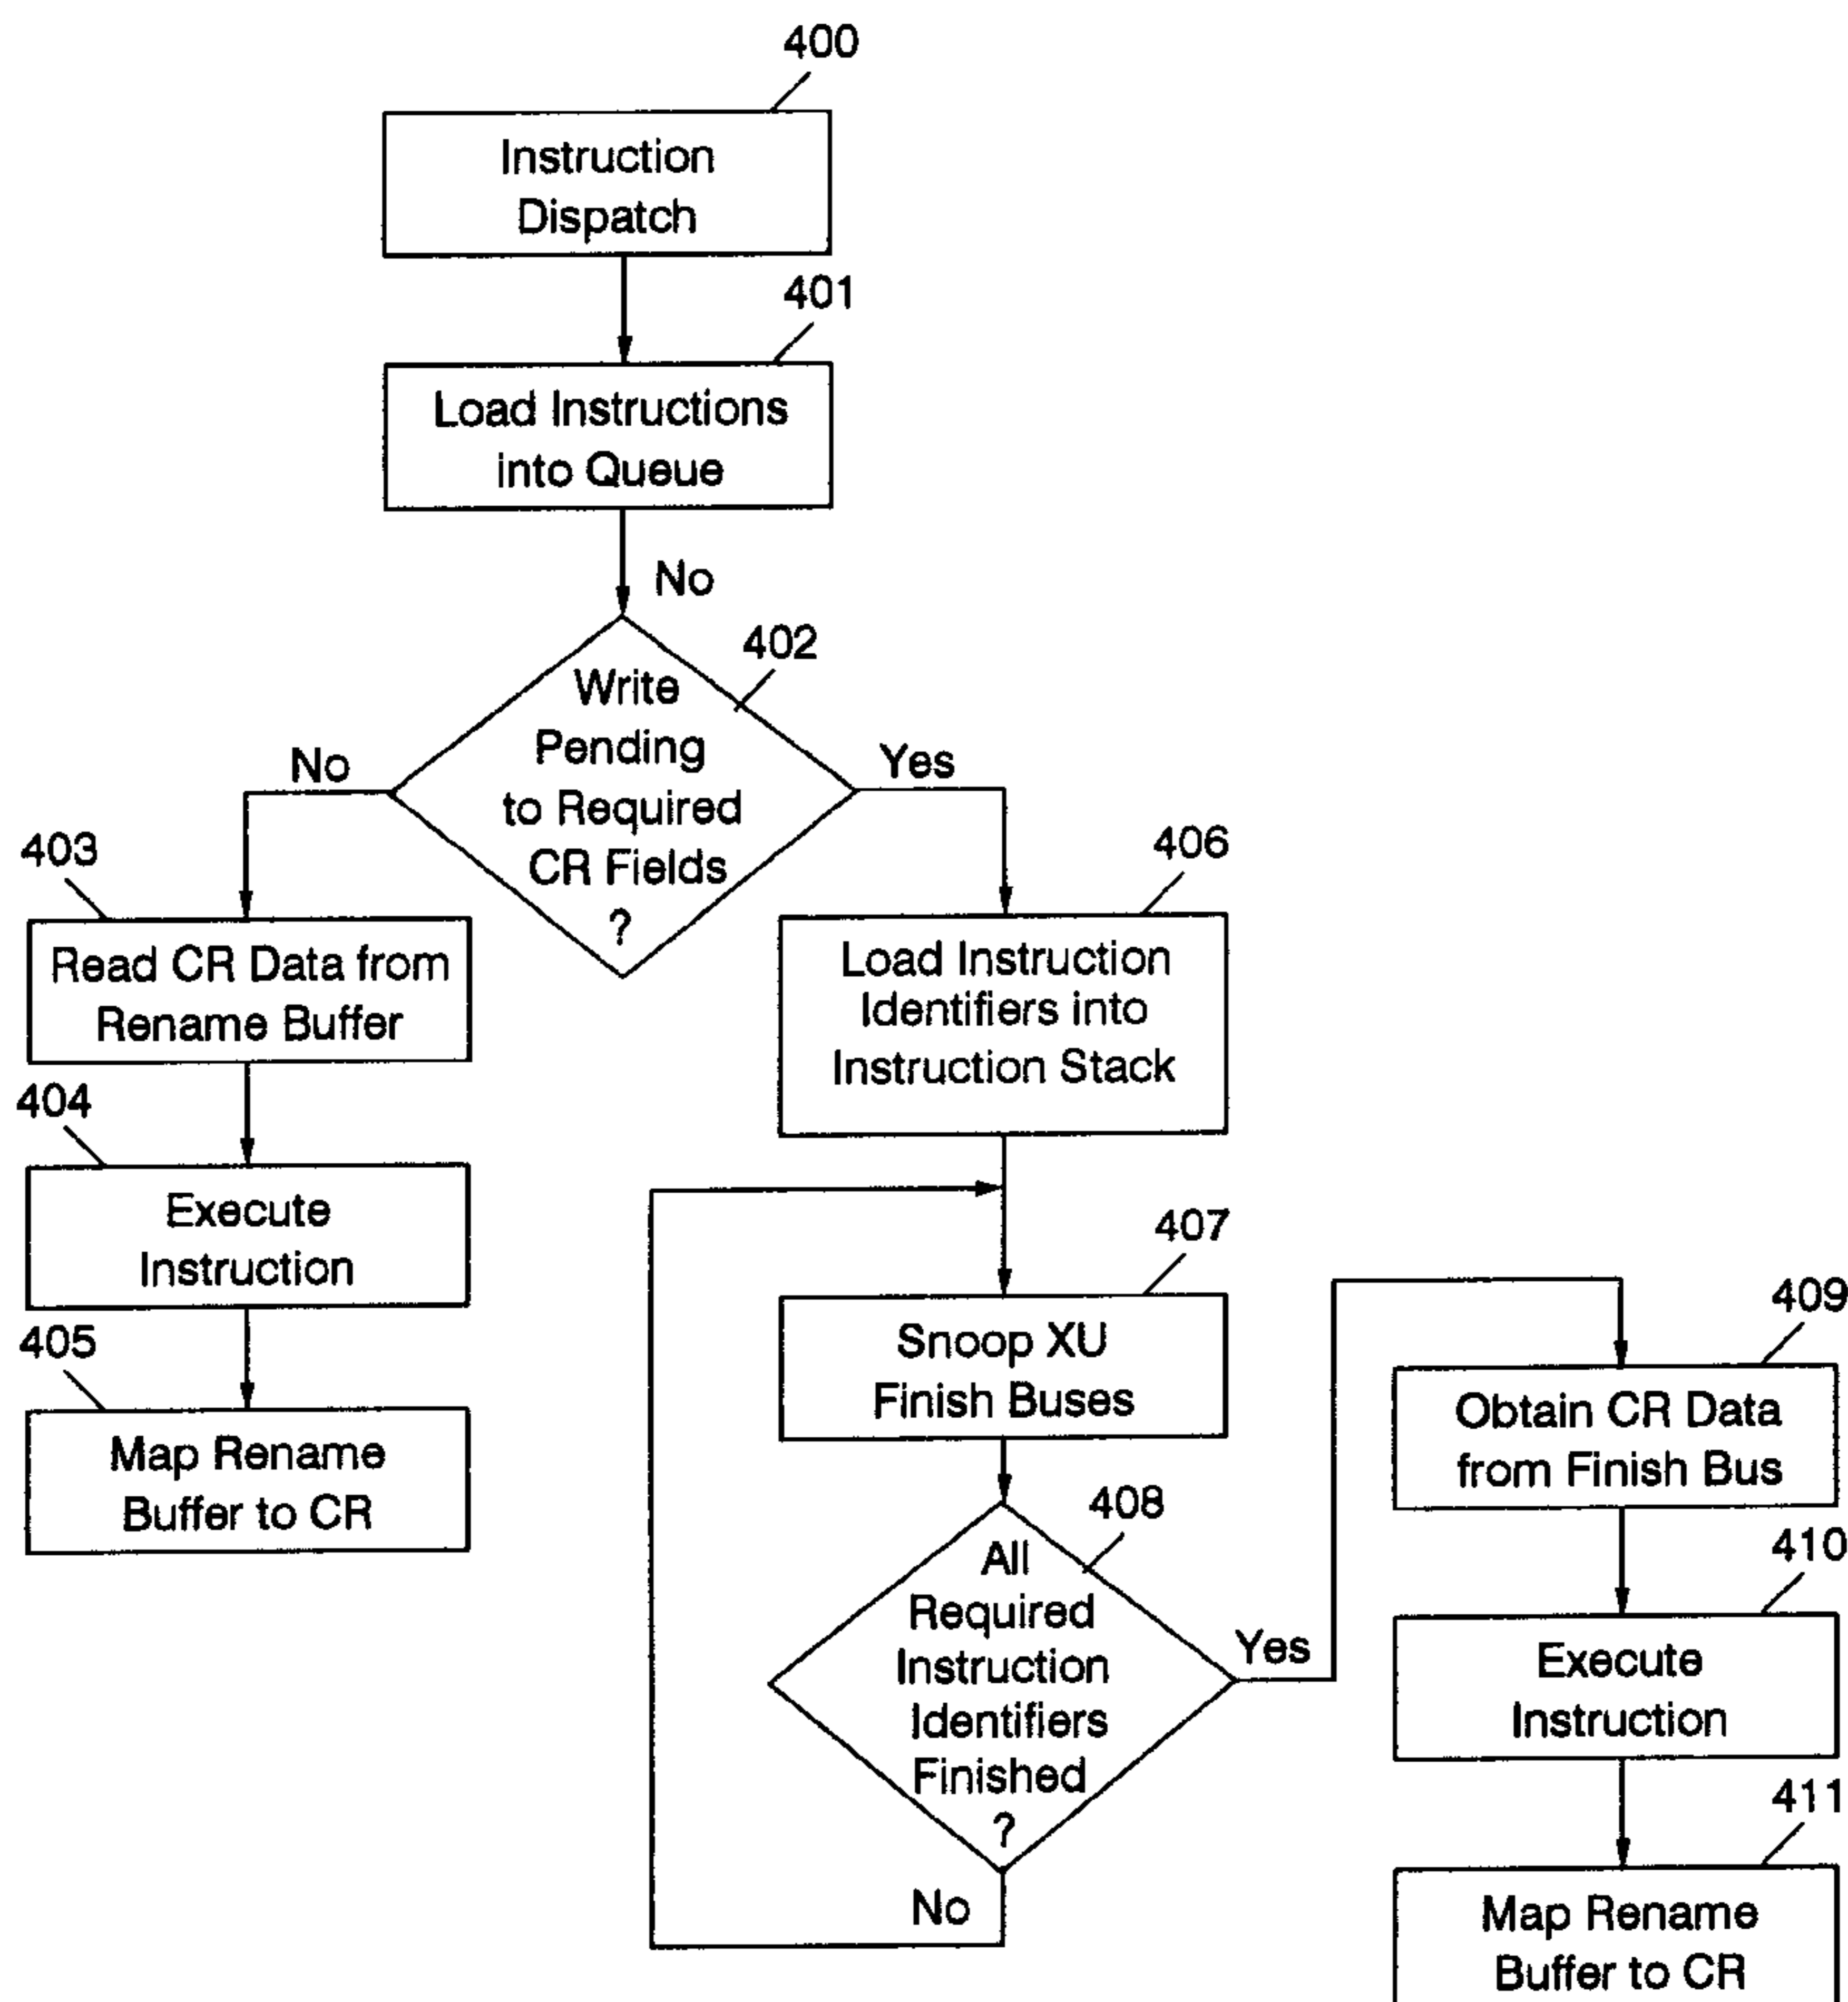 400
Instruction
Dispatch
401
Load Instructions
into Queue
No
402
Write
Pending
to Required
CR Fields
?
No
Yes
403
Read CR Data from
Rename Buffer
404
Execute
Instruction
405
Map Rename
Buffer to CR
406
Load Instruction
Identifiers into
Instruction Stack
407
Snoop XU
Finish Buses
408
All
Required
Instruction
Identifiers
Finished
?
No
Yes
409
Obtain CR Data
from Finish Bus
410
Execute
Instruction
411
Map Rename
Buffer to CR